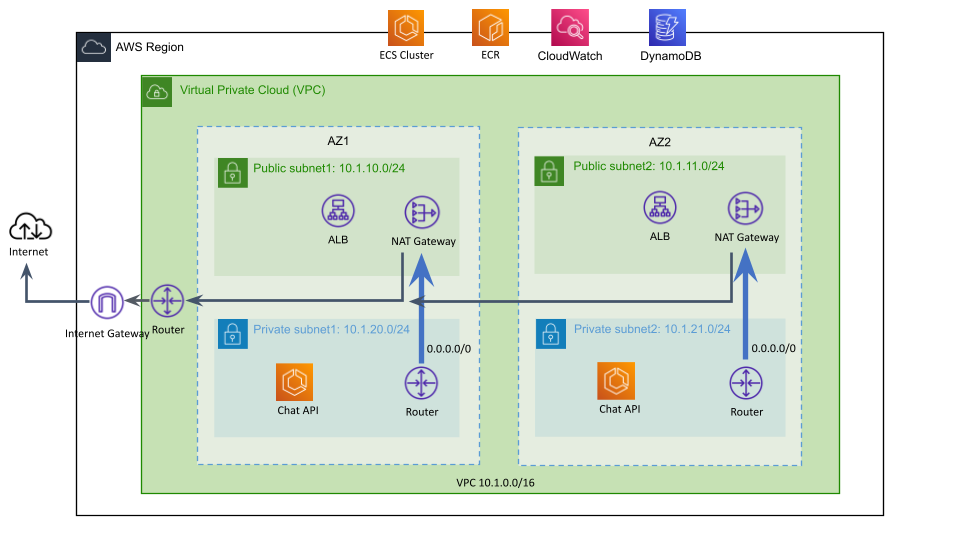 ECS Cluster
ECR
CloudWatch
DynamoDB
AWS Region
Virtual Private Cloud (VPC)
AZ1
AZ2
Public subnet1: 10.1.10.0/24
Public subnet2: 10.1.11.0/24
ALB
NAT Gateway
ALB
NAT Gateway
Internet
Internet Gateway
Router
Private subnet1: 10.1.20.0/24
Private subnet2: 10.1.21.0/24
0.0.0.0/0
0.0.0.0/0
Chat API
Router
Chat API
Router
VPC 10.1.0.0/16